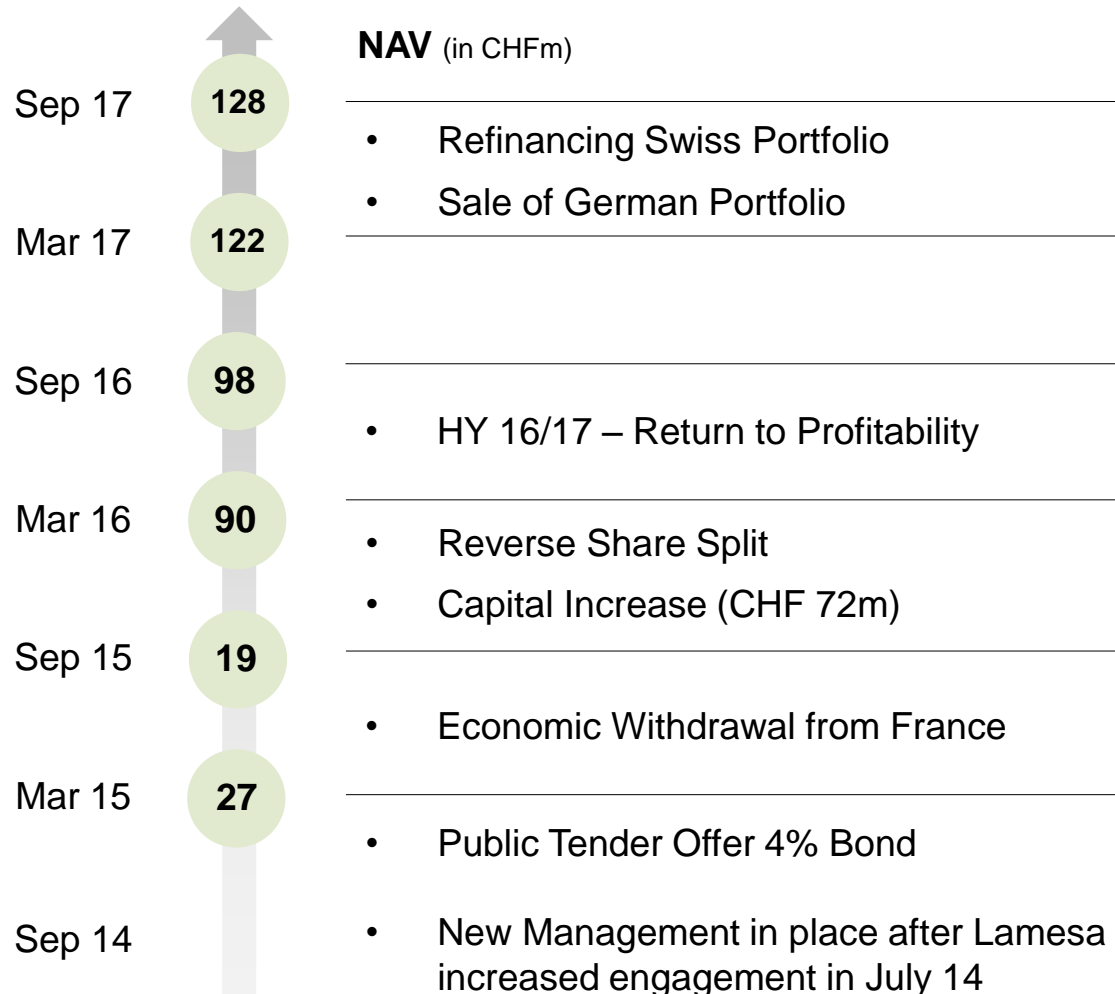 NAV (in CHFm)
Sep 17 128
• Refinancing Swiss Portfolio
• Sale of German Portfolio
Mar 17 122
Sep 16 98
• HY 16/17 – Return to Profitability
Mar 16 90
• Reverse Share Split
• Capital Increase (CHF 72m)
Sep 15 19
• Economic Withdrawal from France
Mar 15 27
• Public Tender Offer 4% Bond
Sep 14
• New Management in place after Lamesa
increased engagement in July 14